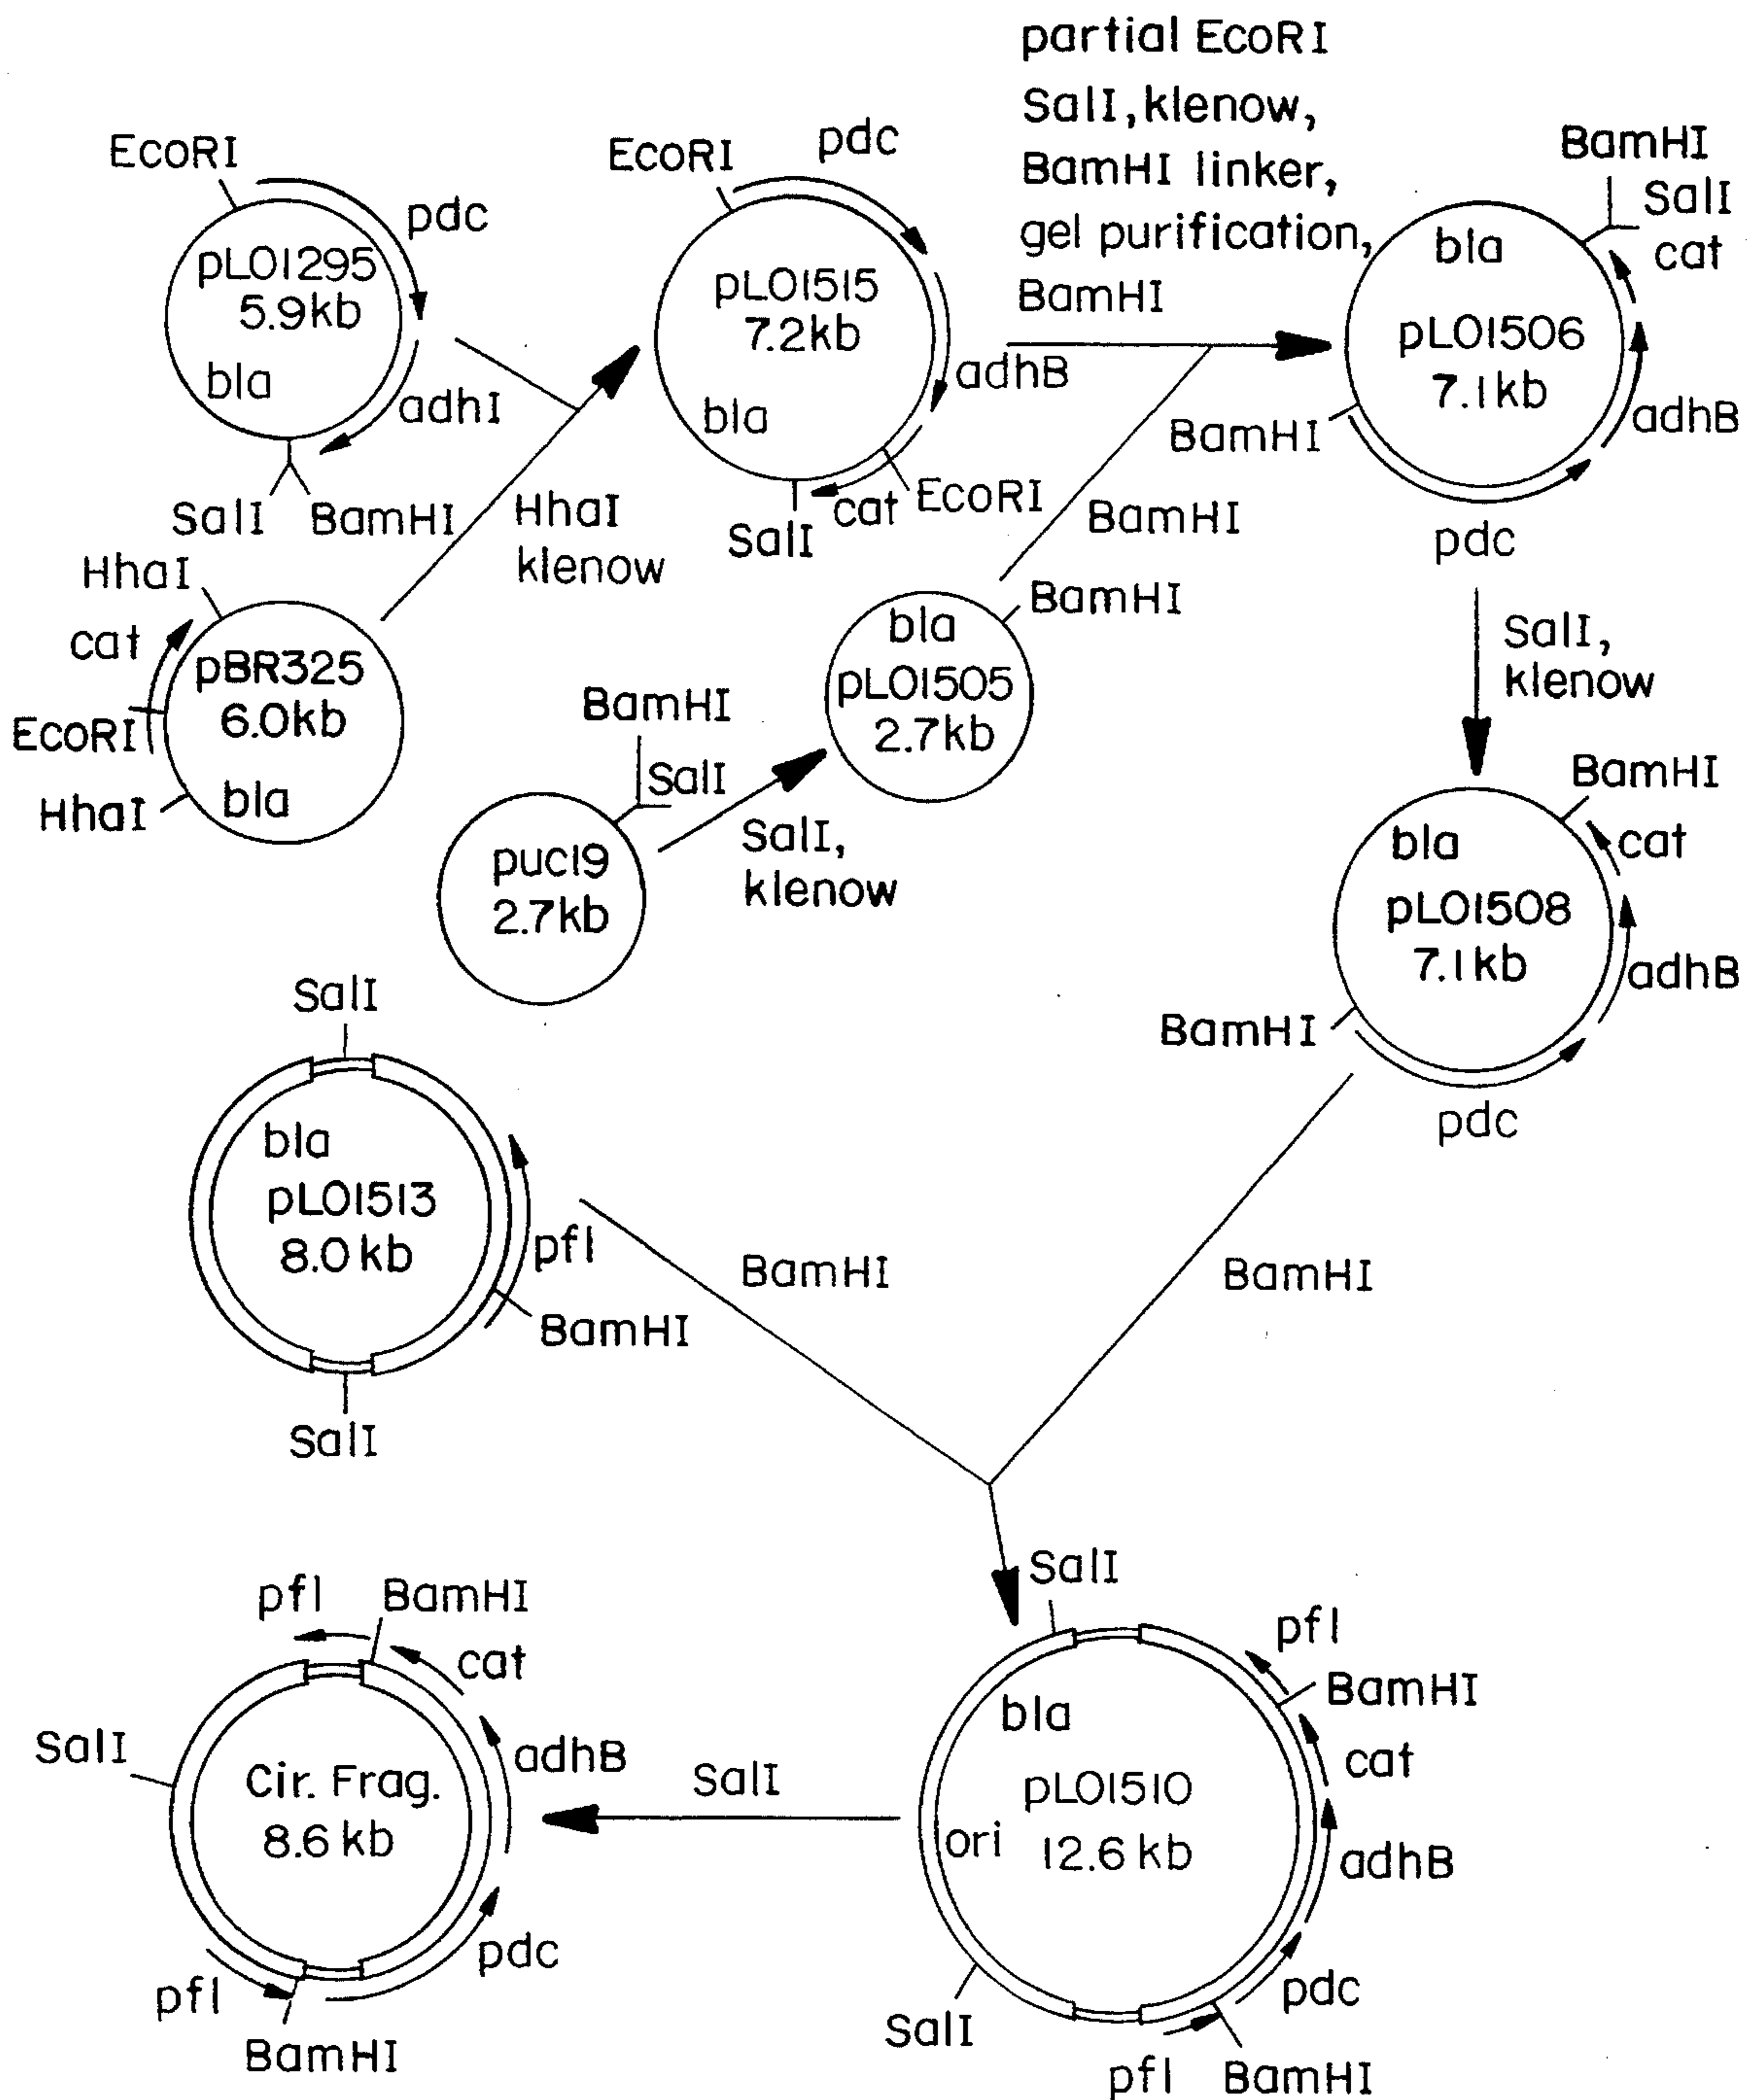 partial EcoRI
SalI, klenow,
BamHI linker,
gel purification,
BamHI
EcoRI
pdc
pLOI295
5.9kb
bla
adhI
SalI
BamHI
EcoRI
pdc
pLOI515
7.2kb
bla
adhB
EcoRI
cat
SalI
BamHI
SalI
cat
bla
pLOI506
7.1kb
BamHI
adhB
pdc
HhaI
klenow
BamHI
HhaI
cat
pBR325
6.0kb
EcoRI
HhaI
bla
BamHI
bla
pLOI505
2.7kb
SalI,
klenow
BamHI
SalI
puc19
2.7kb
SalI,
klenow
BamHI
cat
bla
pLOI508
7.1kb
adhB
BamHI
pdc
SalI
bla
pLOI513
8.0kb
pfl
BamHI
SalI
BamHI
BamHI
SalI
pfl
BamHI
bla
cat
pLOI510
ori
12.6kb
adhB
pdc
SalI
pfl
BamHI
SalI
pfl
BamHI
cat
SalI
adhB
Cir. Frag.
8.6kb
pdc
pfl
BamHI